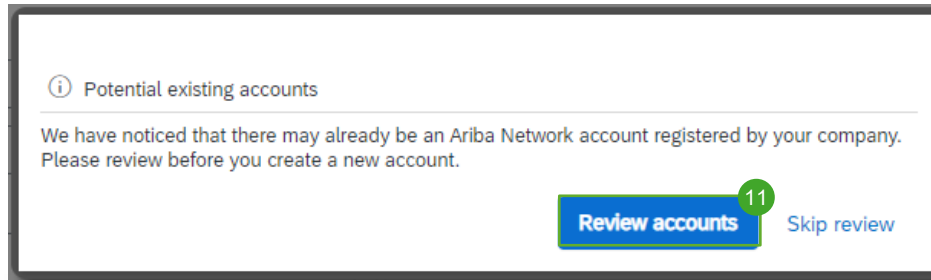 Potential existing accounts
We have noticed that there may already be an Ariba Network account registered by your company.
Please review before you create a new account.
11
Review accounts
Skip review